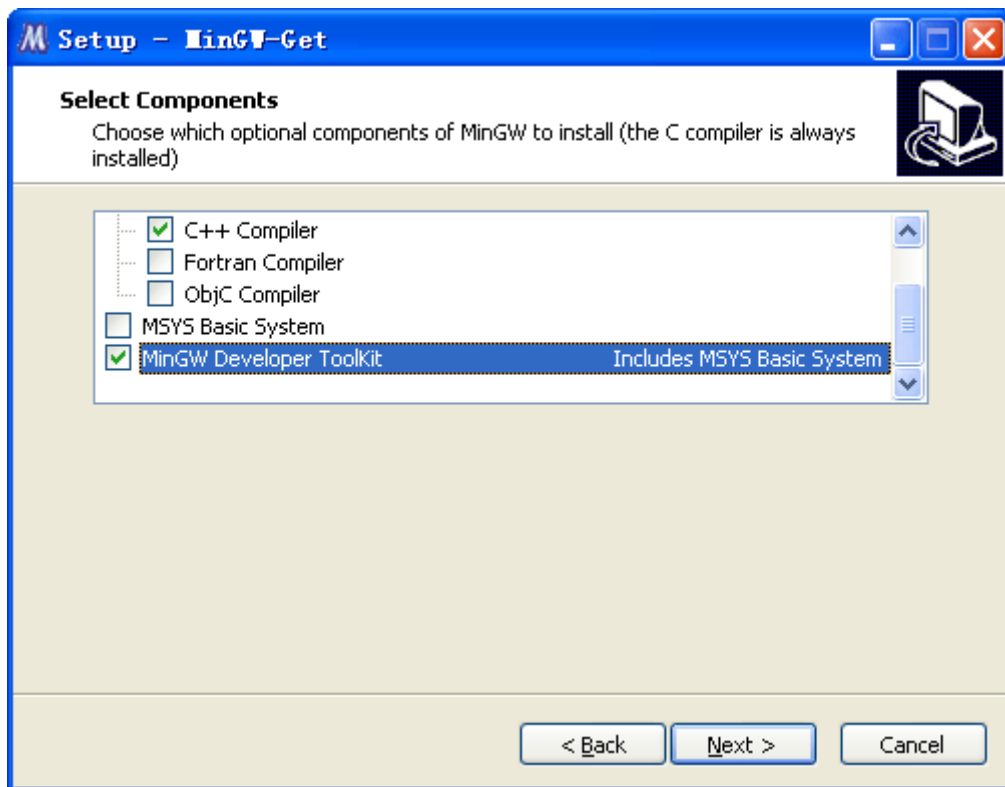 Setup - MinGW-Get
Select Components
Choose which optional components of MinGW to install (the C compiler is always
installed)
C++ Compiler
Fortran Compiler
ObjC Compiler
MSYS Basic System
MinGW Developer ToolKit Includes MSYS Basic System
< Back Next > Cancel